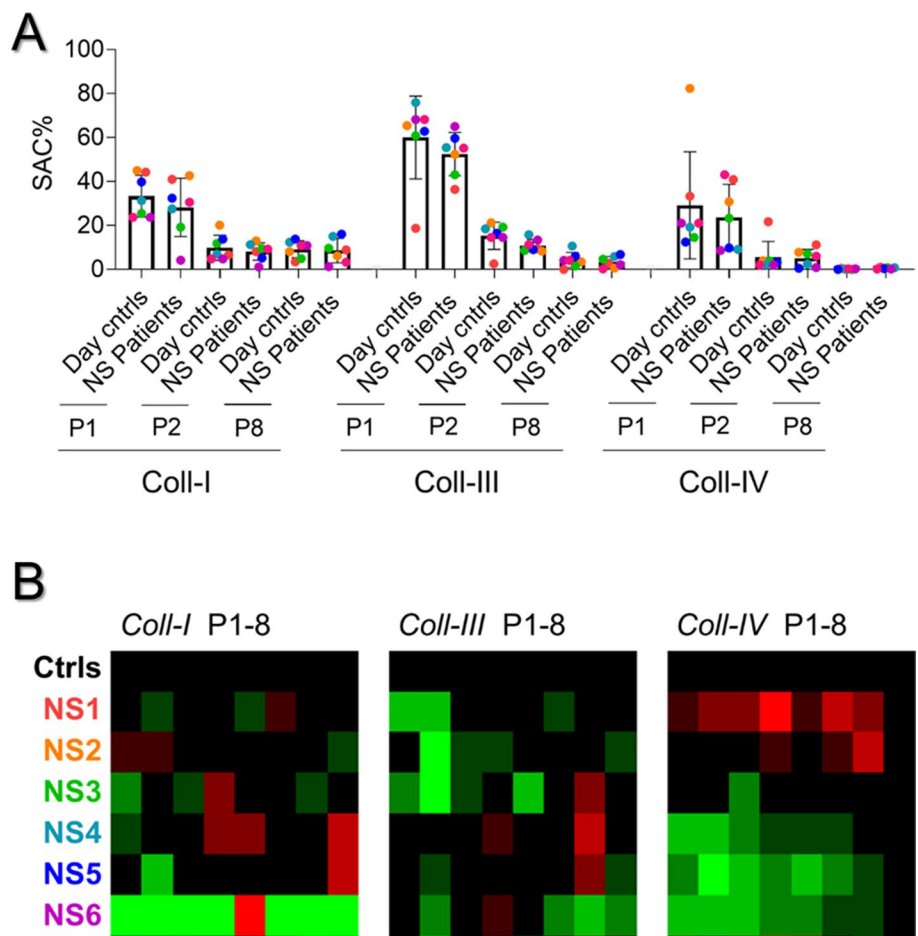 A
100
80
60
40
20
0
SAC%
Day cntrls NS Patients Day cntrls NS Patients Day cntrls NS Patients Day cntrls NS Patients Day cntrls NS Patients Day cntrls NS Patients Day cntrls NS Patients Day cntrls NS Patients Day cntrls NS Patients
P1 P2 P8 P1 P2 P8 P1 P2 P8
Coll-I Coll-III Coll-IV
B
Coll-I P1-8 Coll-III P1-8 Coll-IV P1-8
Ctrls
NS1
NS2
NS3
NS4
NS5
NS6